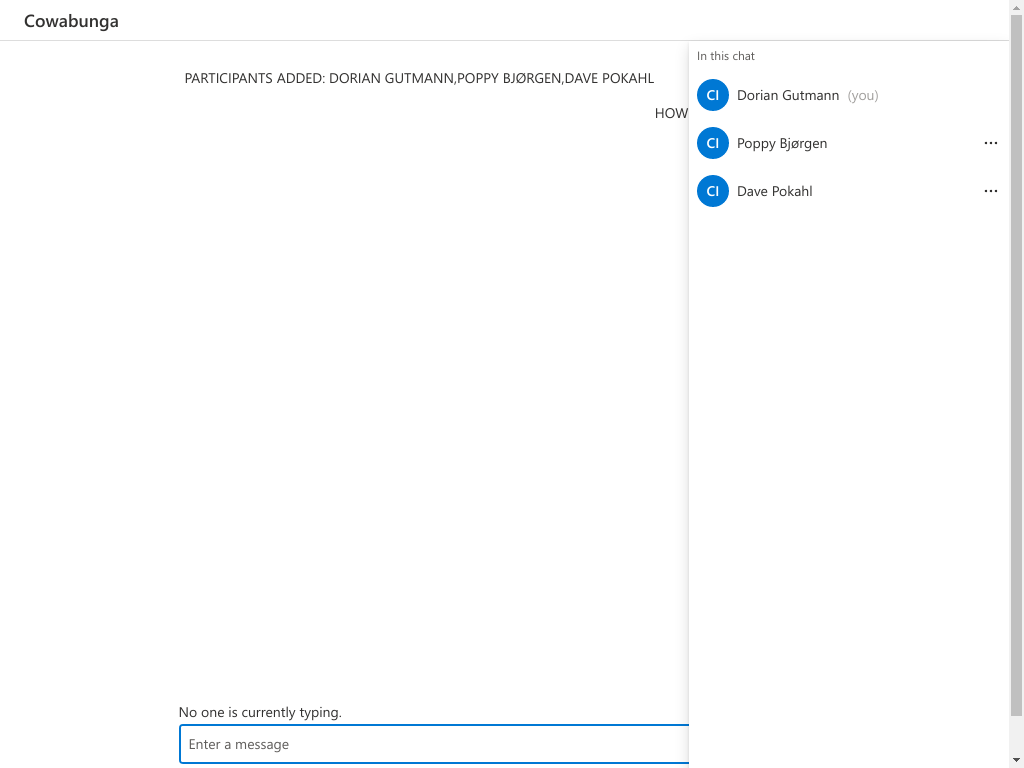 Cowabunga
PARTICIPANTS ADDED: DORIAN GUTMANN,POPPY BJØRGEN,DAVE POKAHL
HOW
In this chat
CI Dorian Gutmann (you)
CI Poppy Bjørgen
CI Dave Pokahl
No one is currently typing.
Enter a message